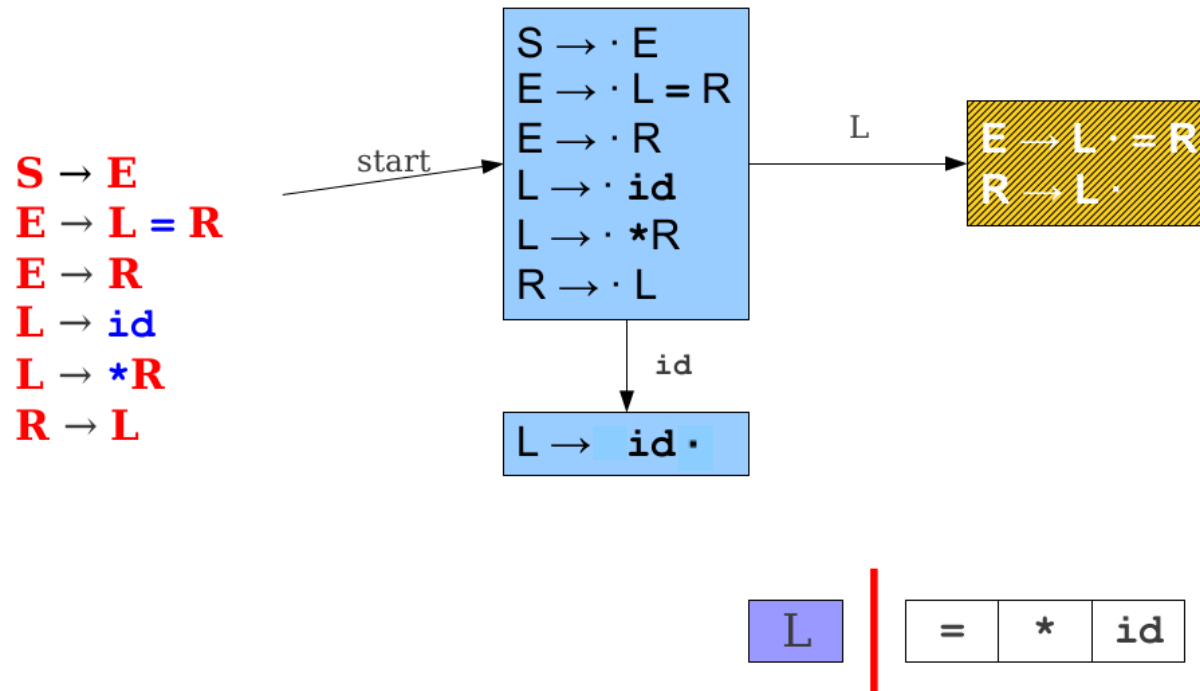 S → E
E → L = R
E → R
L → id
L → *R
R → L
start
S → · E
E → · L = R
E → · R
L → · id
L → · *R
R → · L
L
E → L · = R
R → L ·
id
L → id ·
L = * id